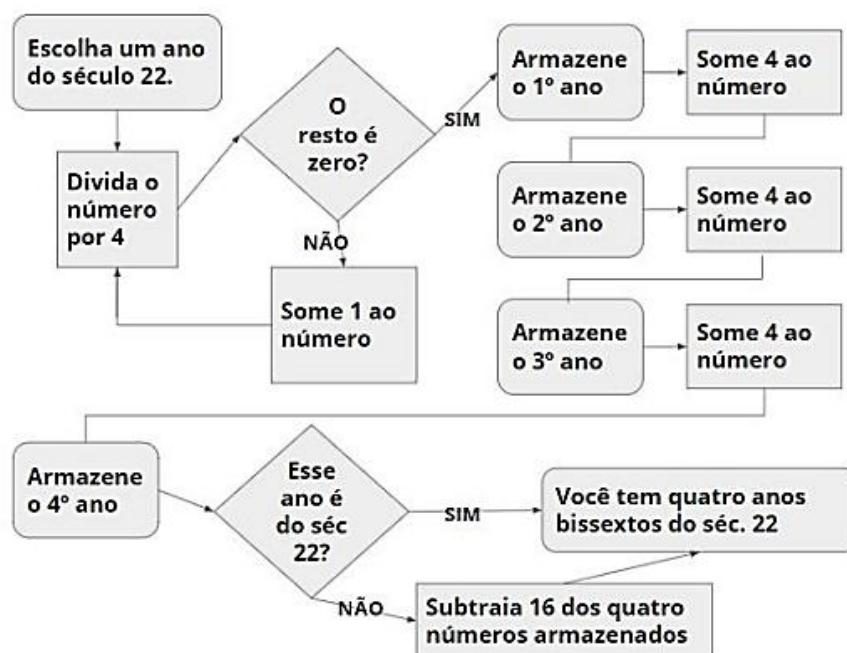 Escolha um ano
do século 22.
Divida o
número
por 4
O
resto é
zero?
SIM
NÃO
Some 1 ao
número
Armazene
o 1º ano
Some 4 ao
número
Armazene
o 2º ano
Some 4 ao
número
Armazene
o 3º ano
Some 4 ao
número
Armazene
o 4º ano
Esse
ano é
do séc
22?
SIM
NÃO
Você tem quatro anos
bissextos do séc. 22
Subtraia 16 dos quatro
números armazenados